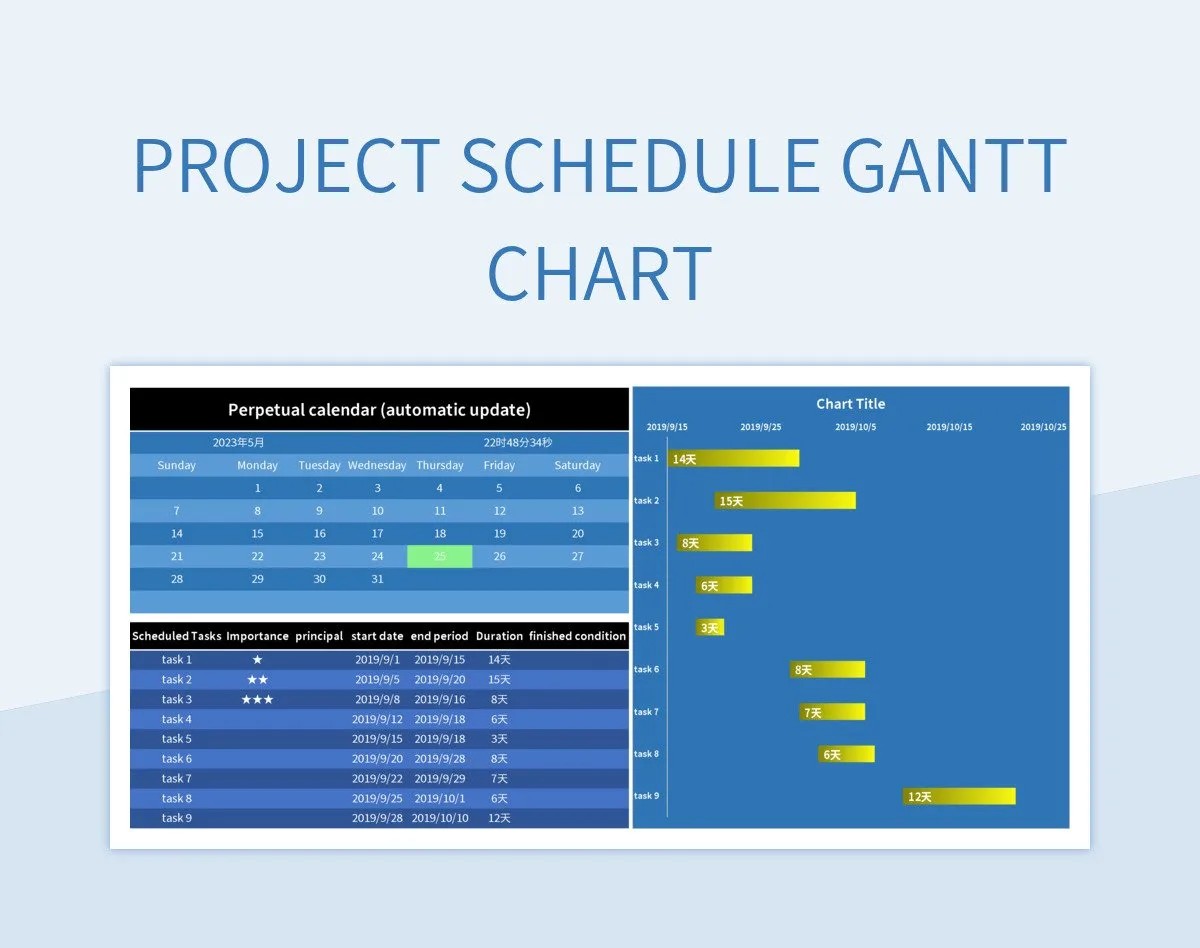 PROJECT SCHEDULE GANTT
CHART
Perpetual calendar (automatic update)
2023年5月 22时48分34秒
Sunday Monday Tuesday Wednesday Thursday Friday Saturday
1 2 3 4 5 6
7 8 9 10 11 12 13
14 15 16 17 18 19 20
21 22 23 24 25 26 27
28 29 30 31
Scheduled Tasks Importance principal start date end period Duration finished condition
task 1 ★ 2019/9/1 2019/9/15 14天
task 2 ★★ 2019/9/5 2019/9/20 15天
task 3 ★★★ 2019/9/8 2019/9/16 8天
task 4 2019/9/12 2019/9/18 6天
task 5 2019/9/15 2019/9/18 3天
task 6 2019/9/20 2019/9/28 8天
task 7 2019/9/22 2019/9/29 7天
task 8 2019/9/25 2019/10/1 6天
task 9 2019/9/28 2019/10/10 12天
Chart Title
2019/9/15 2019/9/25 2019/10/5 2019/10/15 2019/10/25
task 1 14天
task 2 15天
task 3 8天
task 4 6天
task 5 3天
task 6 8天
task 7 7天
task 8 6天
task 9 12天